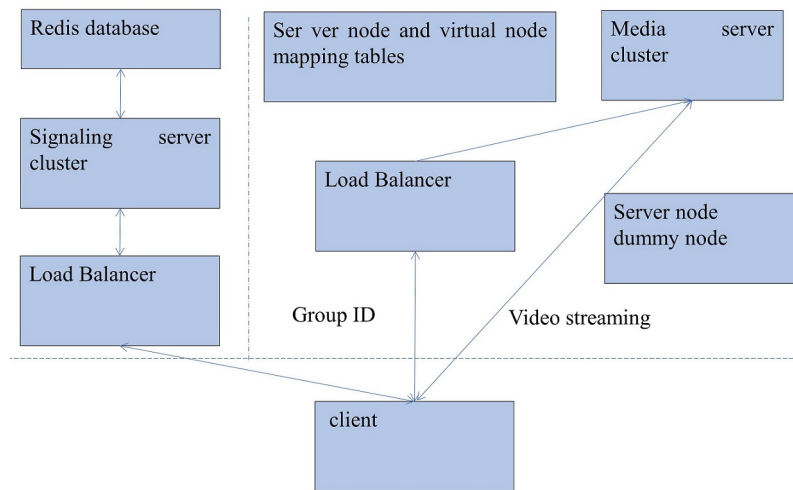 Redis database
Ser ver node and virtual node
mapping tables
Media server
cluster
Signaling server
cluster
Load Balancer
Server node
dummy node
Load Balancer
Group ID
Video streaming
client